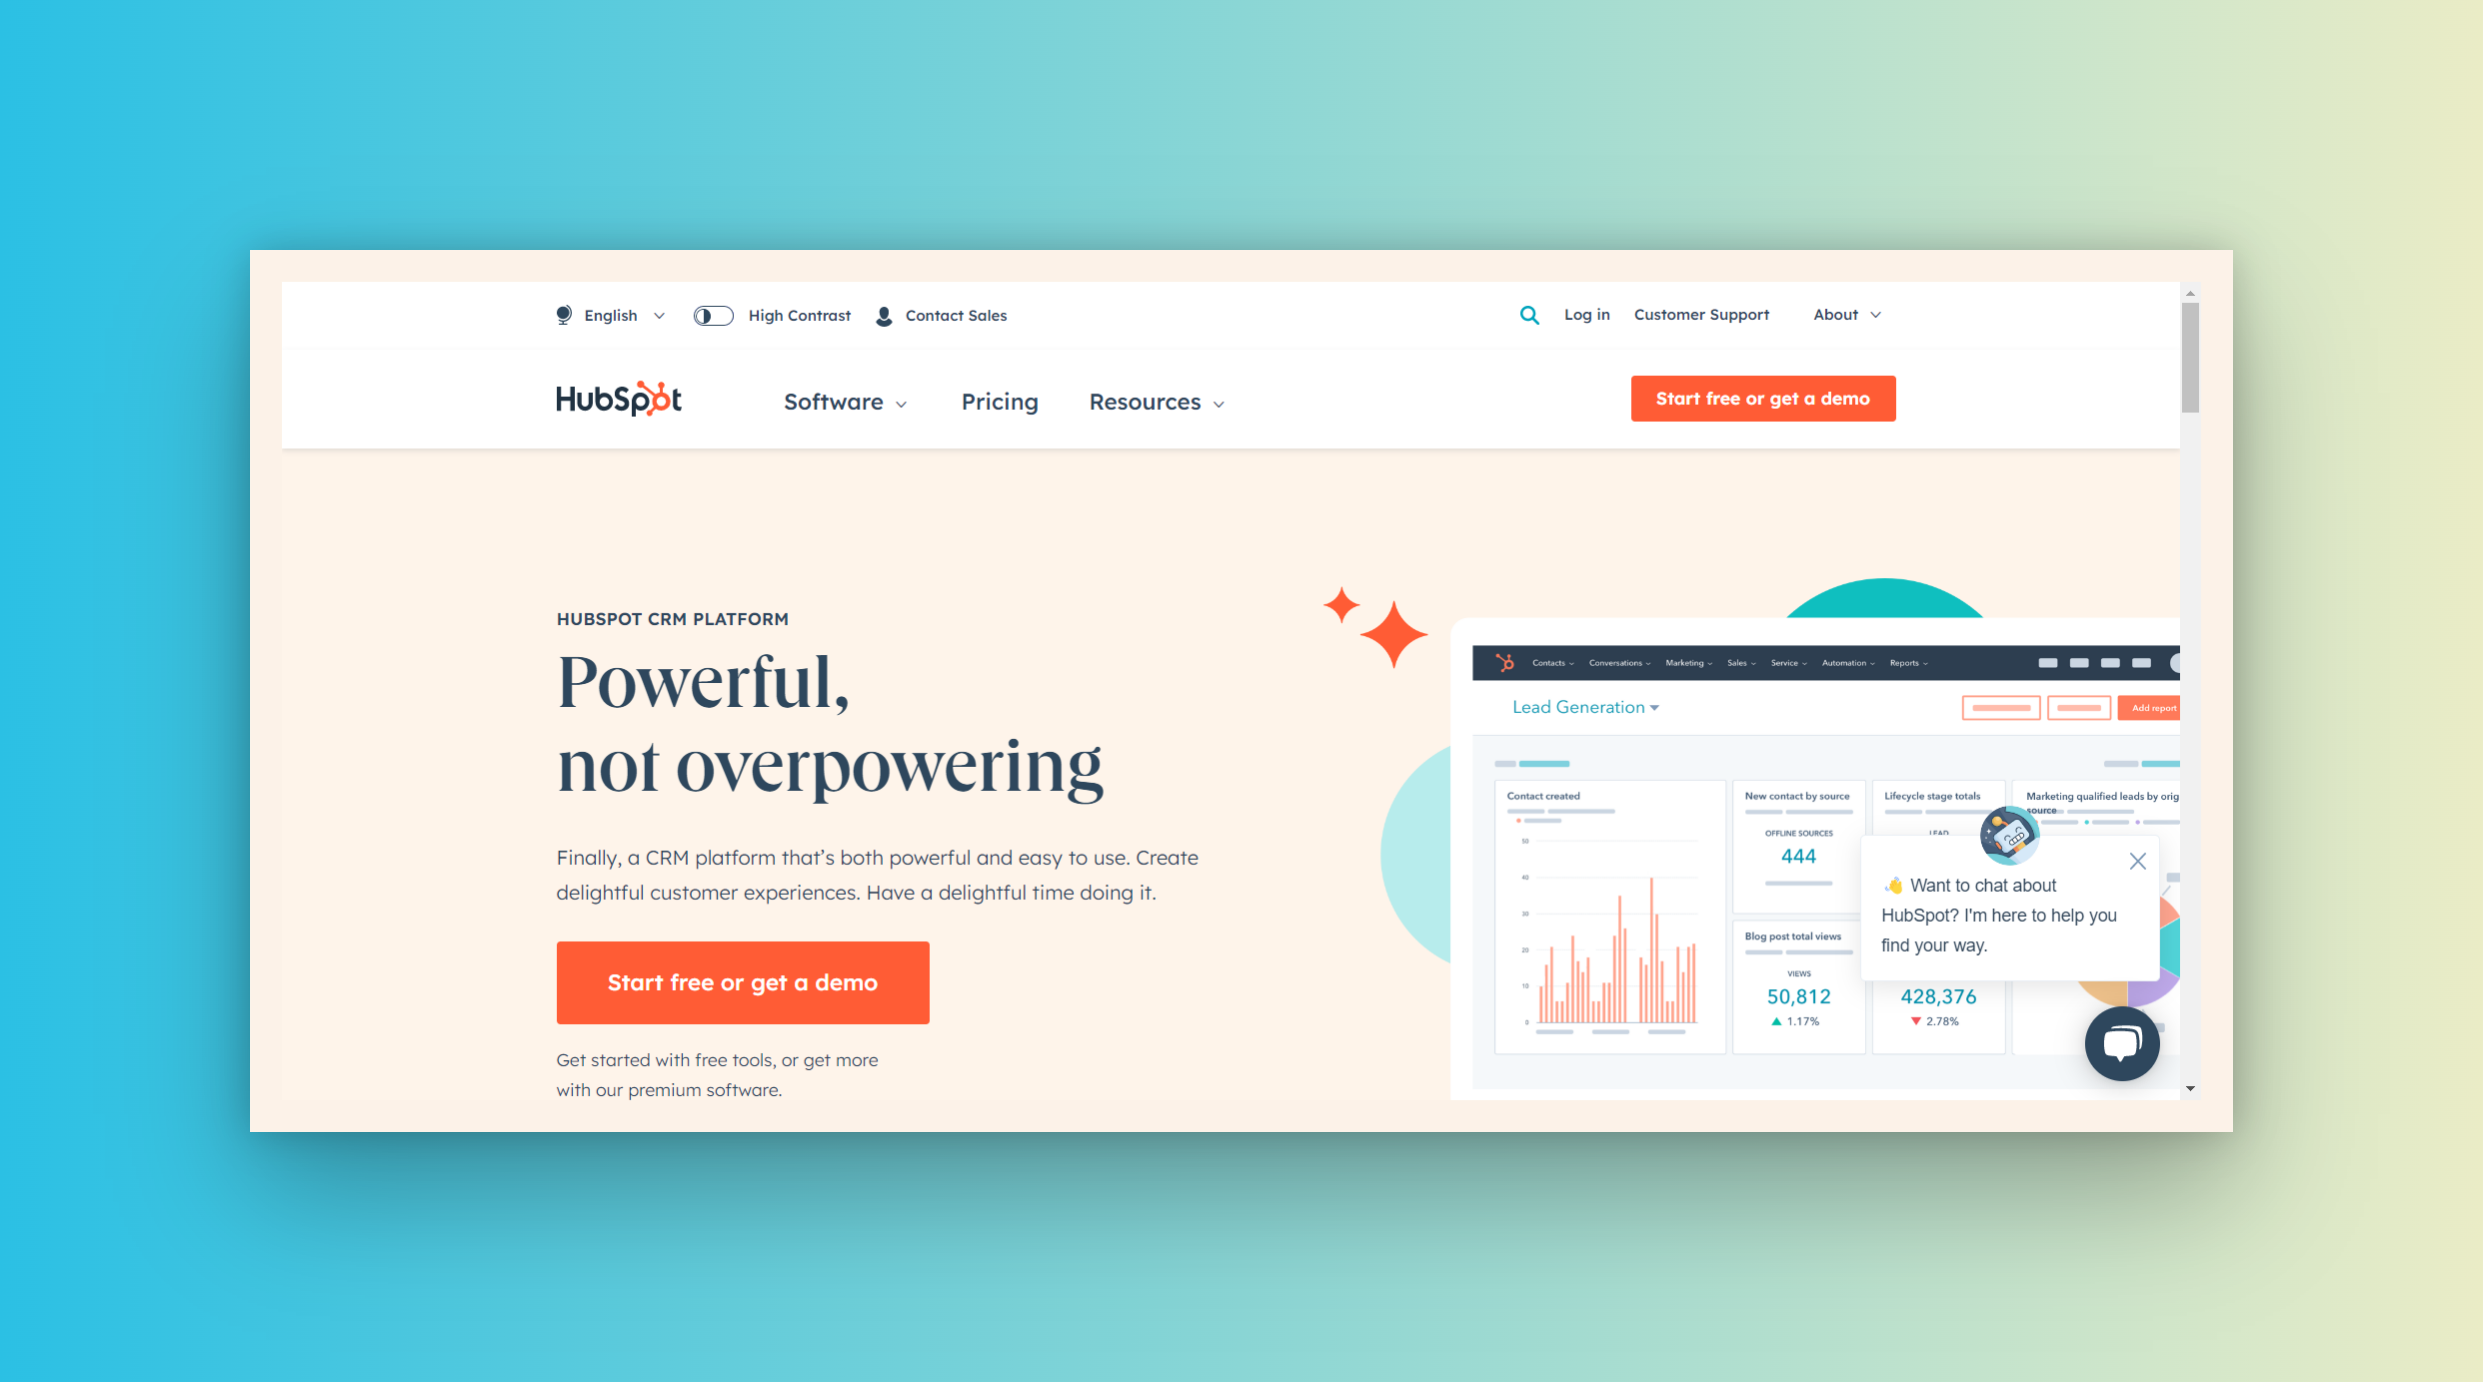 English
High Contrast
Contact Sales
Log in
Customer Support
About
HubSpot
Software
Pricing
Resources
Start free or get a demo
HUBSPOT CRM PLATFORM
Powerful,
not overpowering
Finally, a CRM platform that’s both powerful and easy to use. Create
delightful customer experiences. Have a delightful time doing it.
Start free or get a demo
Get started with free tools, or get more
with our premium software.
Contacts
Conversations
Marketing
Sales
Service
Automation
Reports
Lead Generation
Add report
Contact created
50
40
30
20
10
0
New contact by source
OFFLINE SOURCES
444
Blog post total views
VIEWS
50,812
1.17%
Lifecycle stage totals
LEAD
428,376
2.78%
Marketing qualified leads by orig
source
👋 Want to chat about
HubSpot? I'm here to help you
find your way.